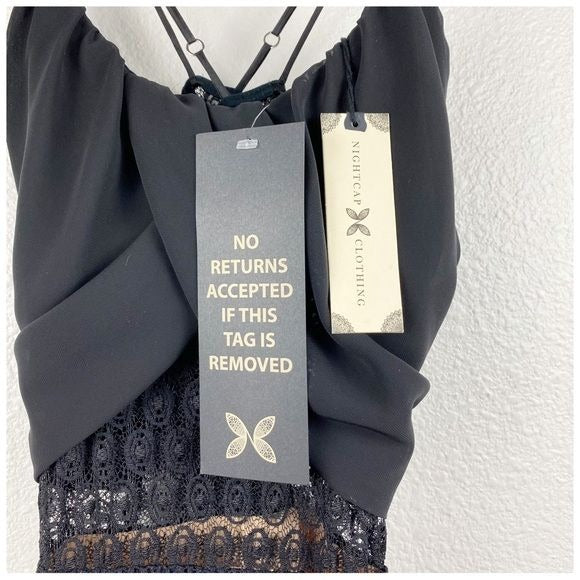 NO
RETURNS
ACCEPTED
IF THIS
TAG IS
REMOVED
NIGHTCAP CLOTHING